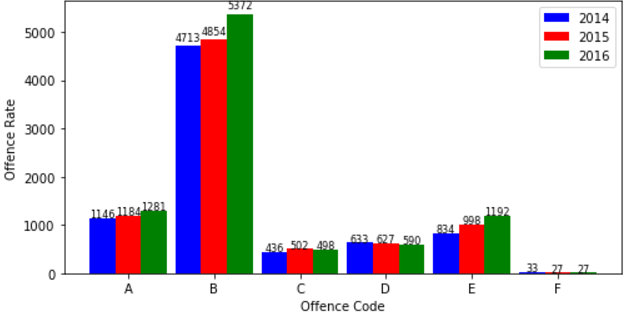 2014
2015
2016
Offence Rate
5000
4000
3000
2000
1000
0
1146 1184 1281
4713 4854 5372
436 502 498
633 627 590
834 998 1192
33 27 27
A B C D E F
Offence Code